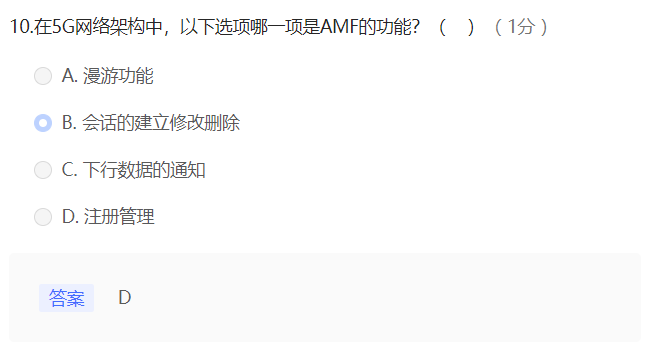 10.在5G网络架构中，以下选项哪一项是AMF的功能？（ ）（ 1分 ）
A. 漫游功能
B. 会话的建立修改删除
C. 下行数据的通知
D. 注册管理
答案 D